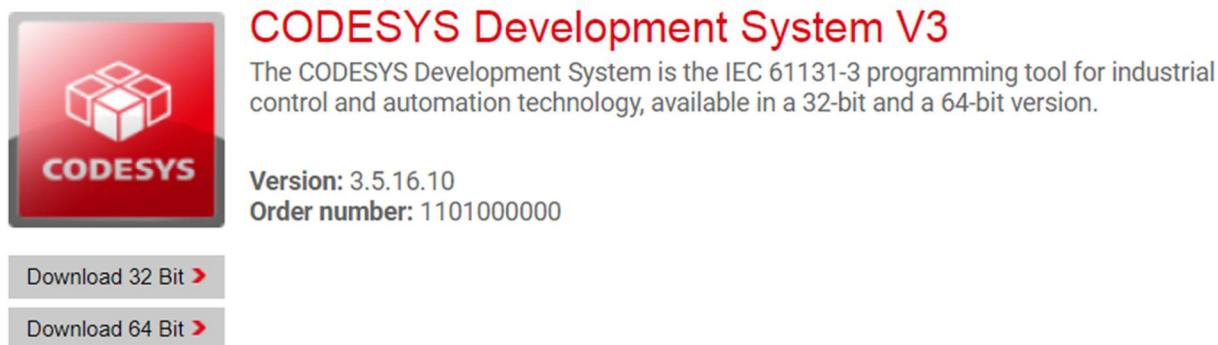 CODESYS Development System V3
The CODESYS Development System is the IEC 61131-3 programming tool for industrial
control and automation technology, available in a 32-bit and a 64-bit version.
CODESYS
Version: 3.5.16.10
Order number: 1101000000
Download 32 Bit
Download 64 Bit